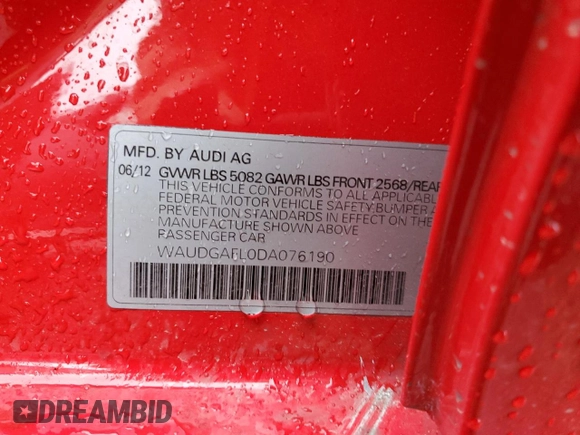 MFD. BY AUDI AG
06/12 GVWR LBS 5082 GAWR LBS FRONT 2568/REAR
THIS VEHICLE CONFORMS TO ALL APPLICABLE
FEDERAL MOTOR VEHICLE SAFETY BUMPER
PREVENTION STANDARDS IN EFFECT ON THE
MANUFACTURE SHOWN ABOVE
PASSENGER CAR
WAUDGAFL0DA076190
DREAMBID